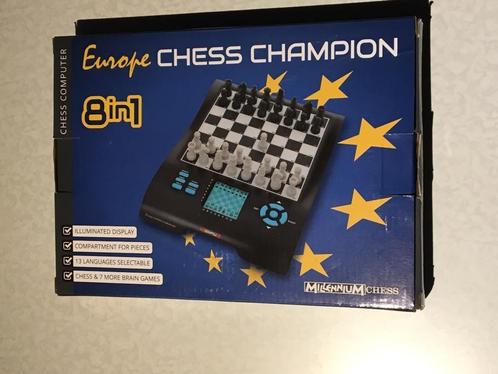 CHESS COMPUTER
Europe CHESS CHAMPION
8in1
ILLUMINATED DISPLAY
COMPARTMENT FOR PIECES
13 LANGUAGES SELECTABLE
CHESS & 7 MORE BRAIN GAMES
MILLENNIUM CHESS